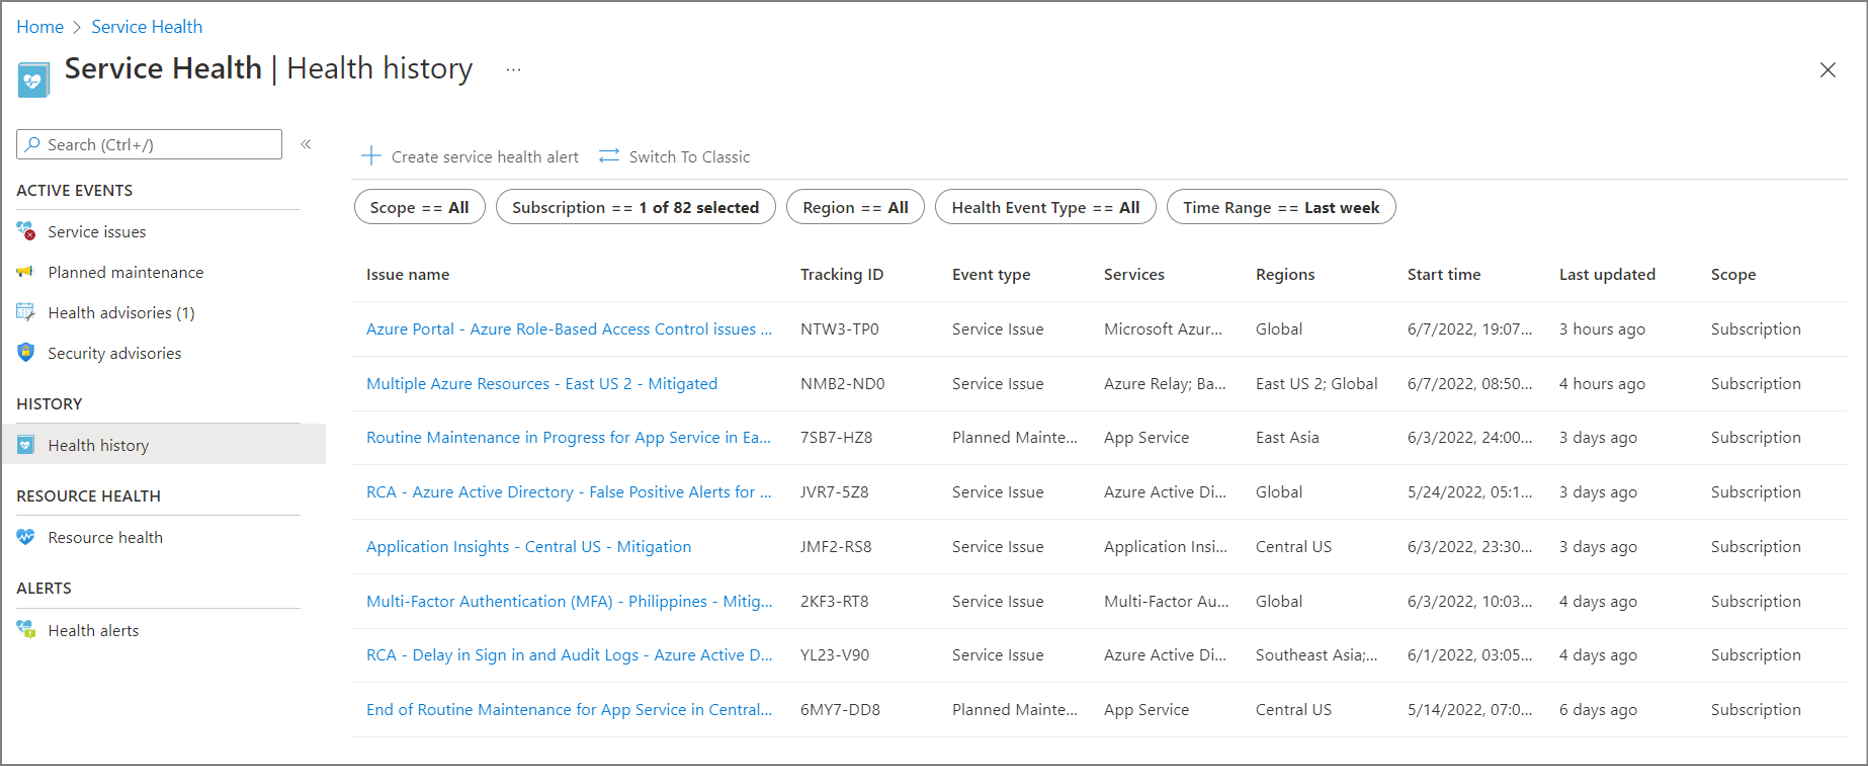 Home > Service Health
Service Health | Health history ...
Search (Ctrl+/) «
ACTIVE EVENTS
Service issues
Planned maintenance
Health advisories (1)
Security advisories
HISTORY
Health history
RESOURCE HEALTH
Resource health
ALERTS
Health alerts
Create service health alert Switch To Classic
Scope == All Subscription == 1 of 82 selected Region == All Health Event Type == All Time Range == Last week
Issue name Tracking ID Event type Services Regions Start time Last updated Scope
Azure Portal - Azure Role-Based Access Control issues ... NTW3-TP0 Service Issue Microsoft Azur... Global 6/7/2022, 19:07... 3 hours ago Subscription
Multiple Azure Resources - East US 2 - Mitigated NMB2-ND0 Service Issue Azure Relay; Ba... East US 2; Global 6/7/2022, 08:50... 4 hours ago Subscription
Routine Maintenance in Progress for App Service in Ea... 7SB7-HZ8 Planned Mainte... App Service East Asia 6/3/2022, 24:00... 3 days ago Subscription
RCA - Azure Active Directory - False Positive Alerts for ... JVR7-5Z8 Service Issue Azure Active Di... Global 5/24/2022, 05:1... 3 days ago Subscription
Application Insights - Central US - Mitigation JMF2-RS8 Service Issue Application Insi... Central US 6/3/2022, 23:30... 3 days ago Subscription
Multi-Factor Authentication (MFA) - Philippines - Mitig... 2KF3-RT8 Service Issue Multi-Factor Au... Global 6/3/2022, 10:03... 4 days ago Subscription
RCA - Delay in Sign in and Audit Logs - Azure Active D... YL23-V90 Service Issue Azure Active Di... Southeast Asia;... 6/1/2022, 03:05... 4 days ago Subscription
End of Routine Maintenance for App Service in Central... 6MY7-DD8 Planned Mainte... App Service Central US 5/14/2022, 07:0... 6 days ago Subscription